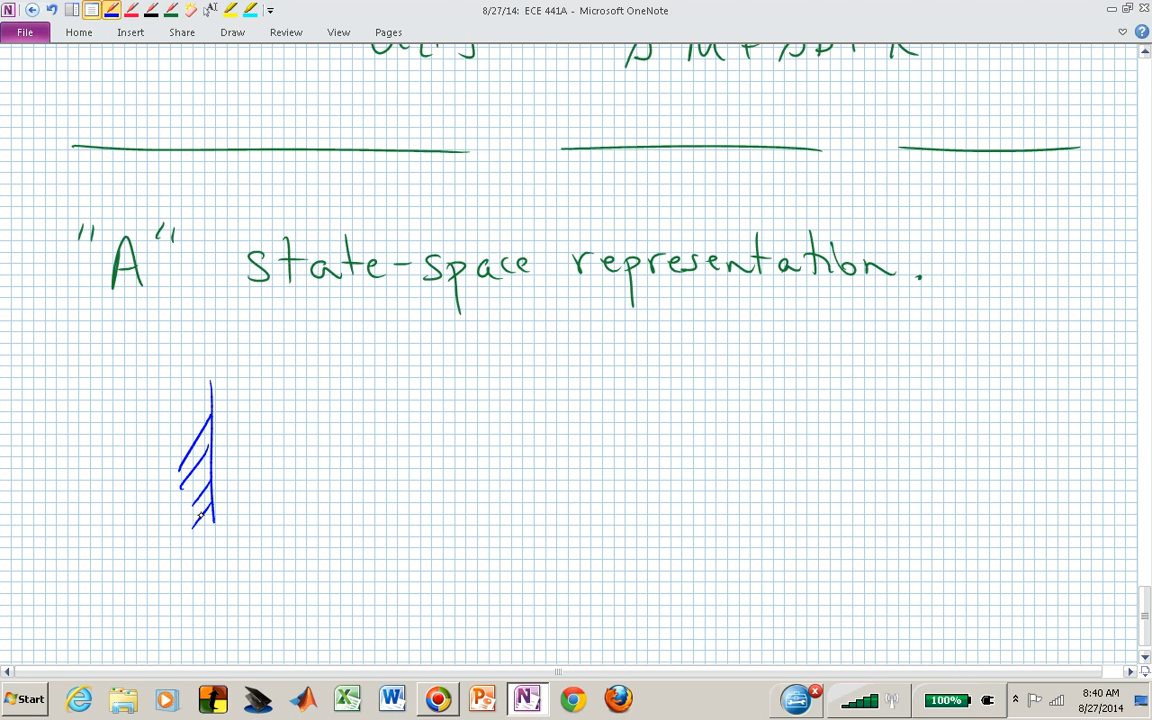 8/27/14: ECE 441A - Microsoft OneNote
File Home Insert Share Draw Review View Pages
"A" state-space representation.
Start
100%
8:40 AM
8/27/2014